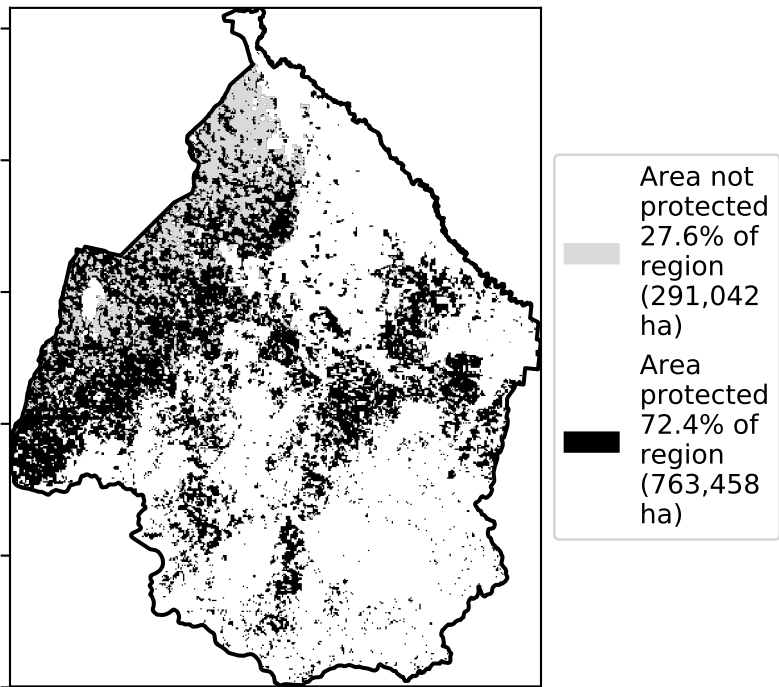 Area not
protected
27.6% of
region
(291,042
ha)
Area
protected
72.4% of
region
(763,458
ha)